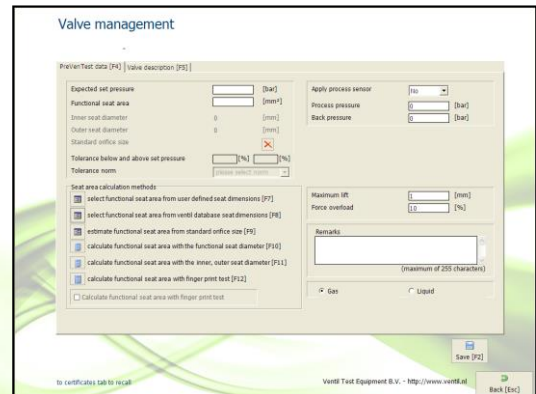 Valve management
PreVenTest data [F4]
Valve description [F5]
Expected set pressure [bar]
Functional seat area [mm²]
Inner seat diameter 0 [mm]
Outer seat diameter 0 [mm]
Standard orifice size
Tolerance below and above set pressure [%] [%]
Tolerance norm please select norm
Seat area calculation methods
select functional seat area from user defined seat dimensions [F7]
select functional seat area from ventil database seat dimensions [F8]
estimate functional seat area from standard orifice size [F9]
calculate functional seat area with the functional seat diameter [F10]
calculate functional seat area with the inner, outer seat diameter [F11]
calculate functional seat area with finger print test [F12]
Calculate functional seat area with finger print test
Apply process sensor No
Process pressure 0 [bar]
Back pressure 0 [bar]
Maximum lift 1 [mm]
Force overload 10 [%]
Remarks
(maximum of 255 characters)
Gas Liquid
Save [F2]
to certificates tab to recall
Ventil Test Equipment B.V. - http://www.ventil.nl
Back [Esc]